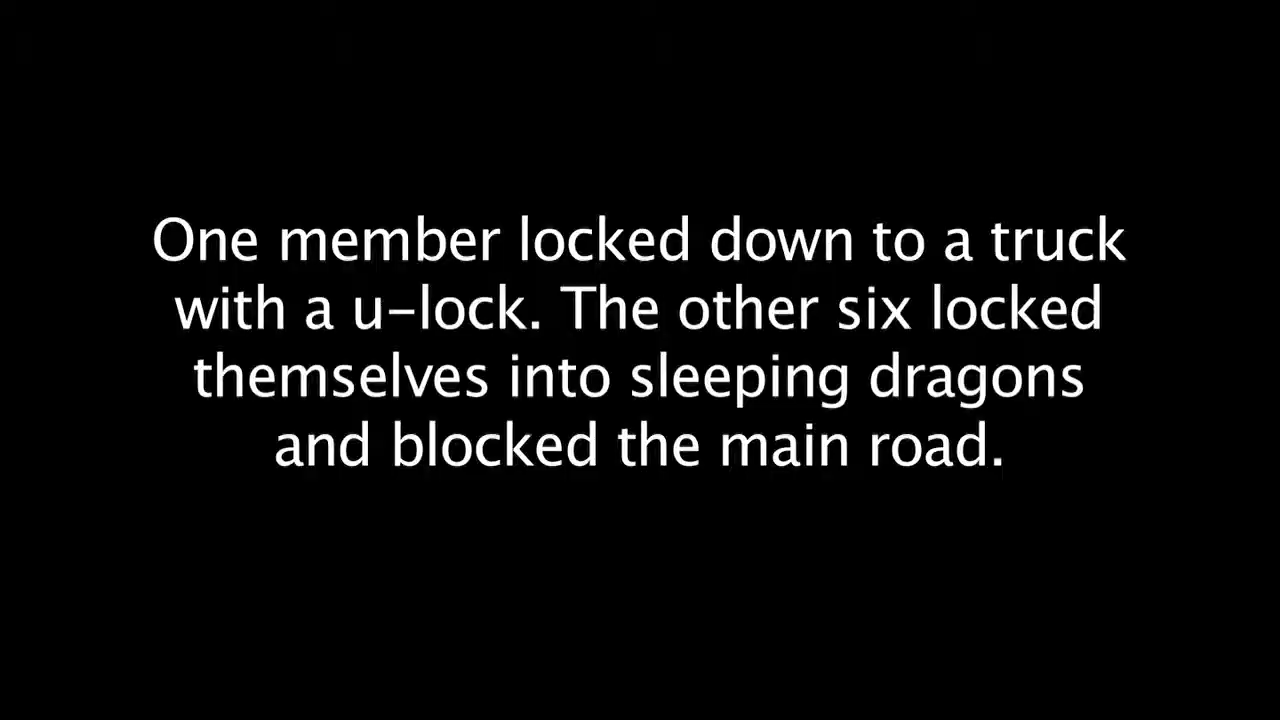 One member locked down to a truck
with a u-lock. The other six locked
themselves into sleeping dragons
and blocked the main road.